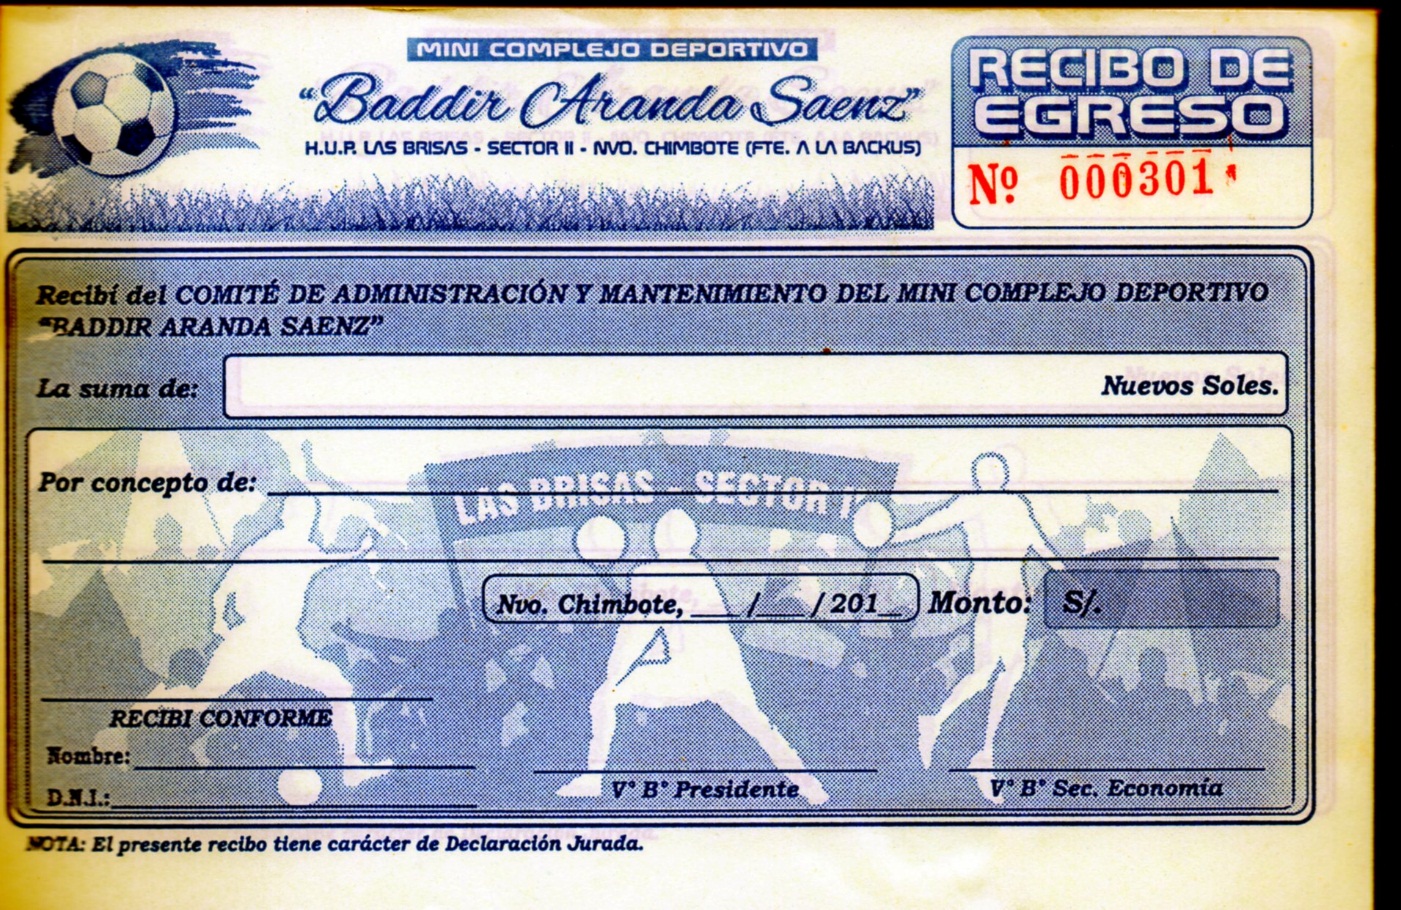 MINI COMPLEJO DEPORTIVO
“Baddir Aranda Saenz”
H.U.P. LAS BRISAS - SECTOR II - NVO. CHIMBOTE (FTE. A LA BACKUS)
RECIBO DE
EGRESO
Nº 000301
Recibí del COMITÉ DE ADMINISTRACIÓN Y MANTENIMIENTO DEL MINI COMPLEJO DEPORTIVO
“BADDIR ARANDA SAENZ”
La suma de: Nuevos Soles.
LAS BRISAS - SECTOR II
Por concepto de:
Nvo. Chimbote, ___ /___ / 201_ Monto: S/.
RECIBI CONFORME
Nombre:
D.N.I.:
V° B° Presidente
V° B° Sec. Economía
NOTA: El presente recibo tiene carácter de Declaración Jurada.